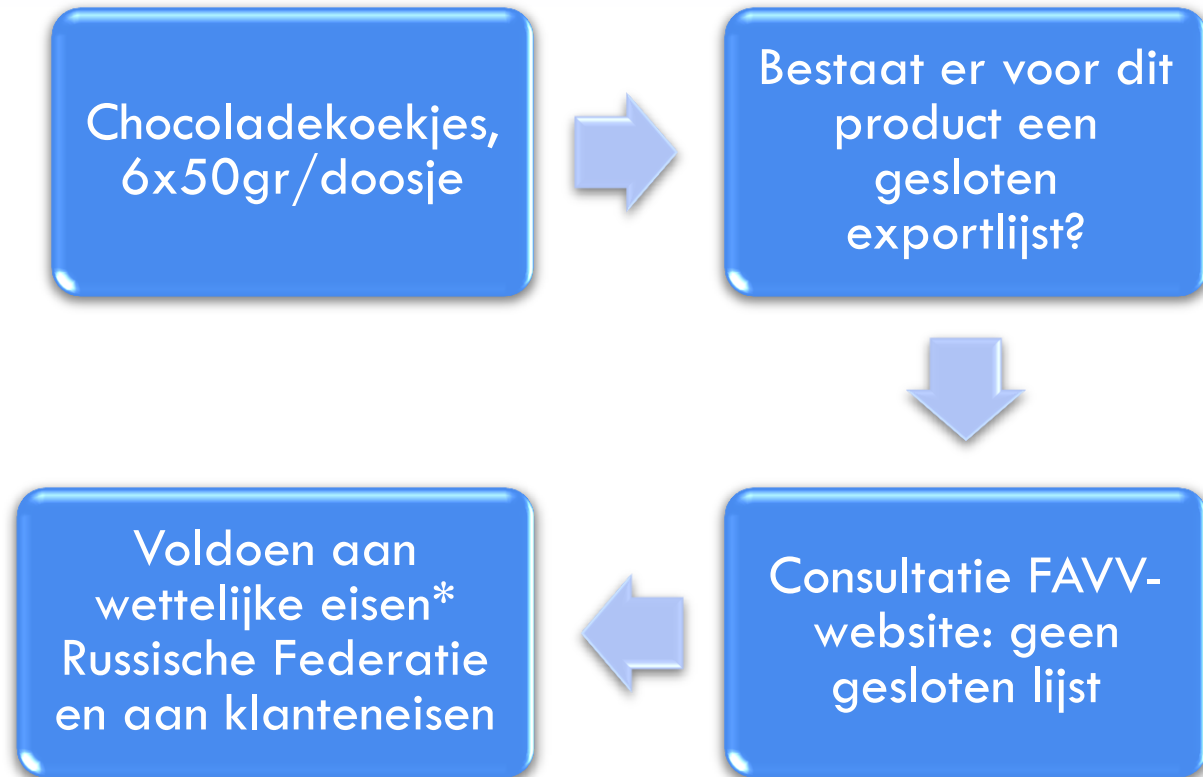 Chocoladekoekjes,
6x50gr/doosje
Bestaat er voor dit
product een
gesloten
exportlijst?
Consultatie FAVV-
website: geen
gesloten lijst
Voldoen aan
wettelijke eisen*
Russische Federatie
en aan klanteneisen